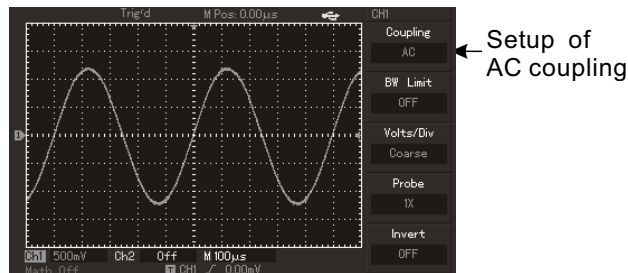 Trig'd M Pos: 0.00μs CH1
Coupling
AC
Setup of
AC coupling
BW Limit
OFF
Volts/Div
Coarse
Probe
1X
Invert
OFF
1
Ch1 500mV Ch2 Off M 100μs
Math Off T CH1 0.00mV